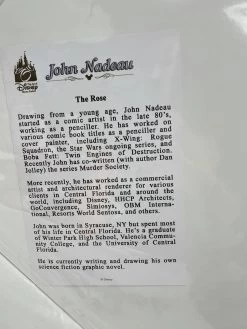 Disney
John Nadeau
The Rose
Drawing from a young age, John Nadeau
started as a comic artist in the late 80's,
working as a penciller. He has worked on
various comic book titles as a penciller and
cover painter, including X-Wing: Rogue
Squadron, the Star Wars ongoing series, and
Boba Fett: Twin Engines of Destruction.
Recently John has co-written (with author Dan
Jolley) the series Murder Society.
More recently, he has worked as a commercial
artist and architectural renderer for various
clients in Central Florida and around the
world, including Disney, HHCP Architects,
GoConvergence, Simiosys, OBM Interna-
tional, Resorts World Sentosa, and others.
John was born in Syracuse, NY but spent most
of his life in Central Florida. He's a graduate
of Winter Park High School, Valencia Commu-
nity College, and the University of Central
Florida.
He is currently writing and drawing his own
science fiction graphic novel.
© Disney